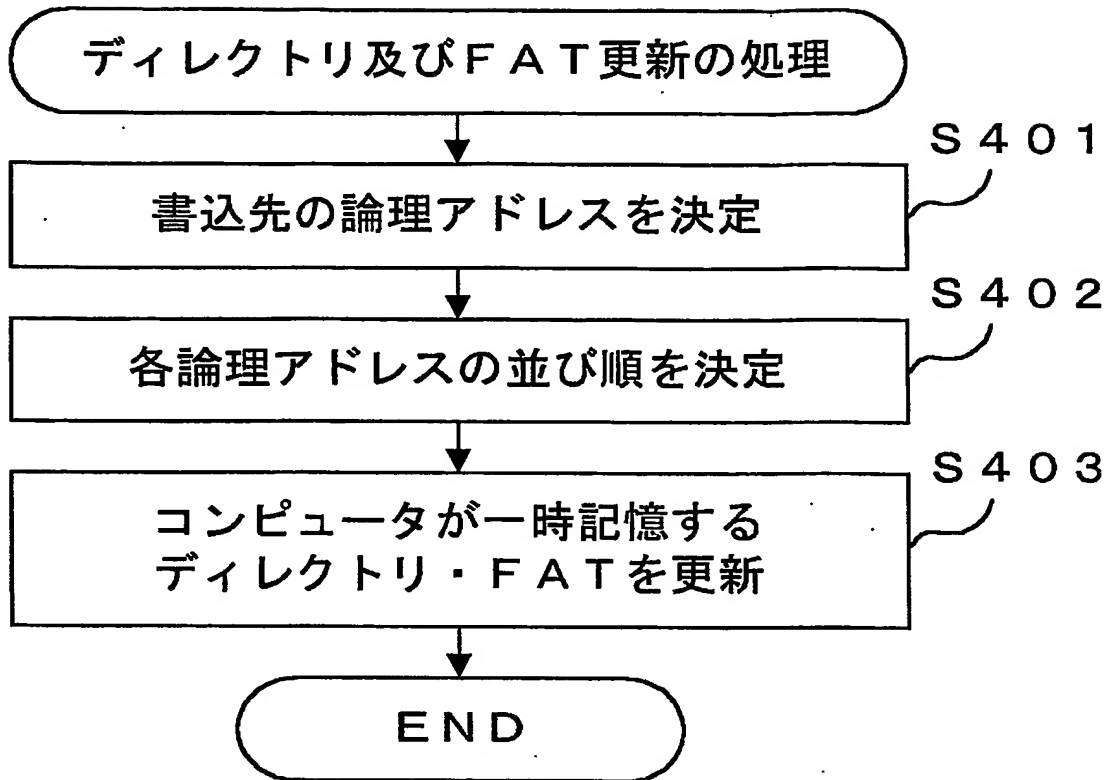 ディレクトリ及びＦＡＴ更新の処理
Ｓ４０１
書込先の論理アドレスを決定
Ｓ４０２
各論理アドレスの並び順を決定
Ｓ４０３
コンピュータが一時記憶する
ディレクトリ・ＦＡＴを更新
ＥＮＤ